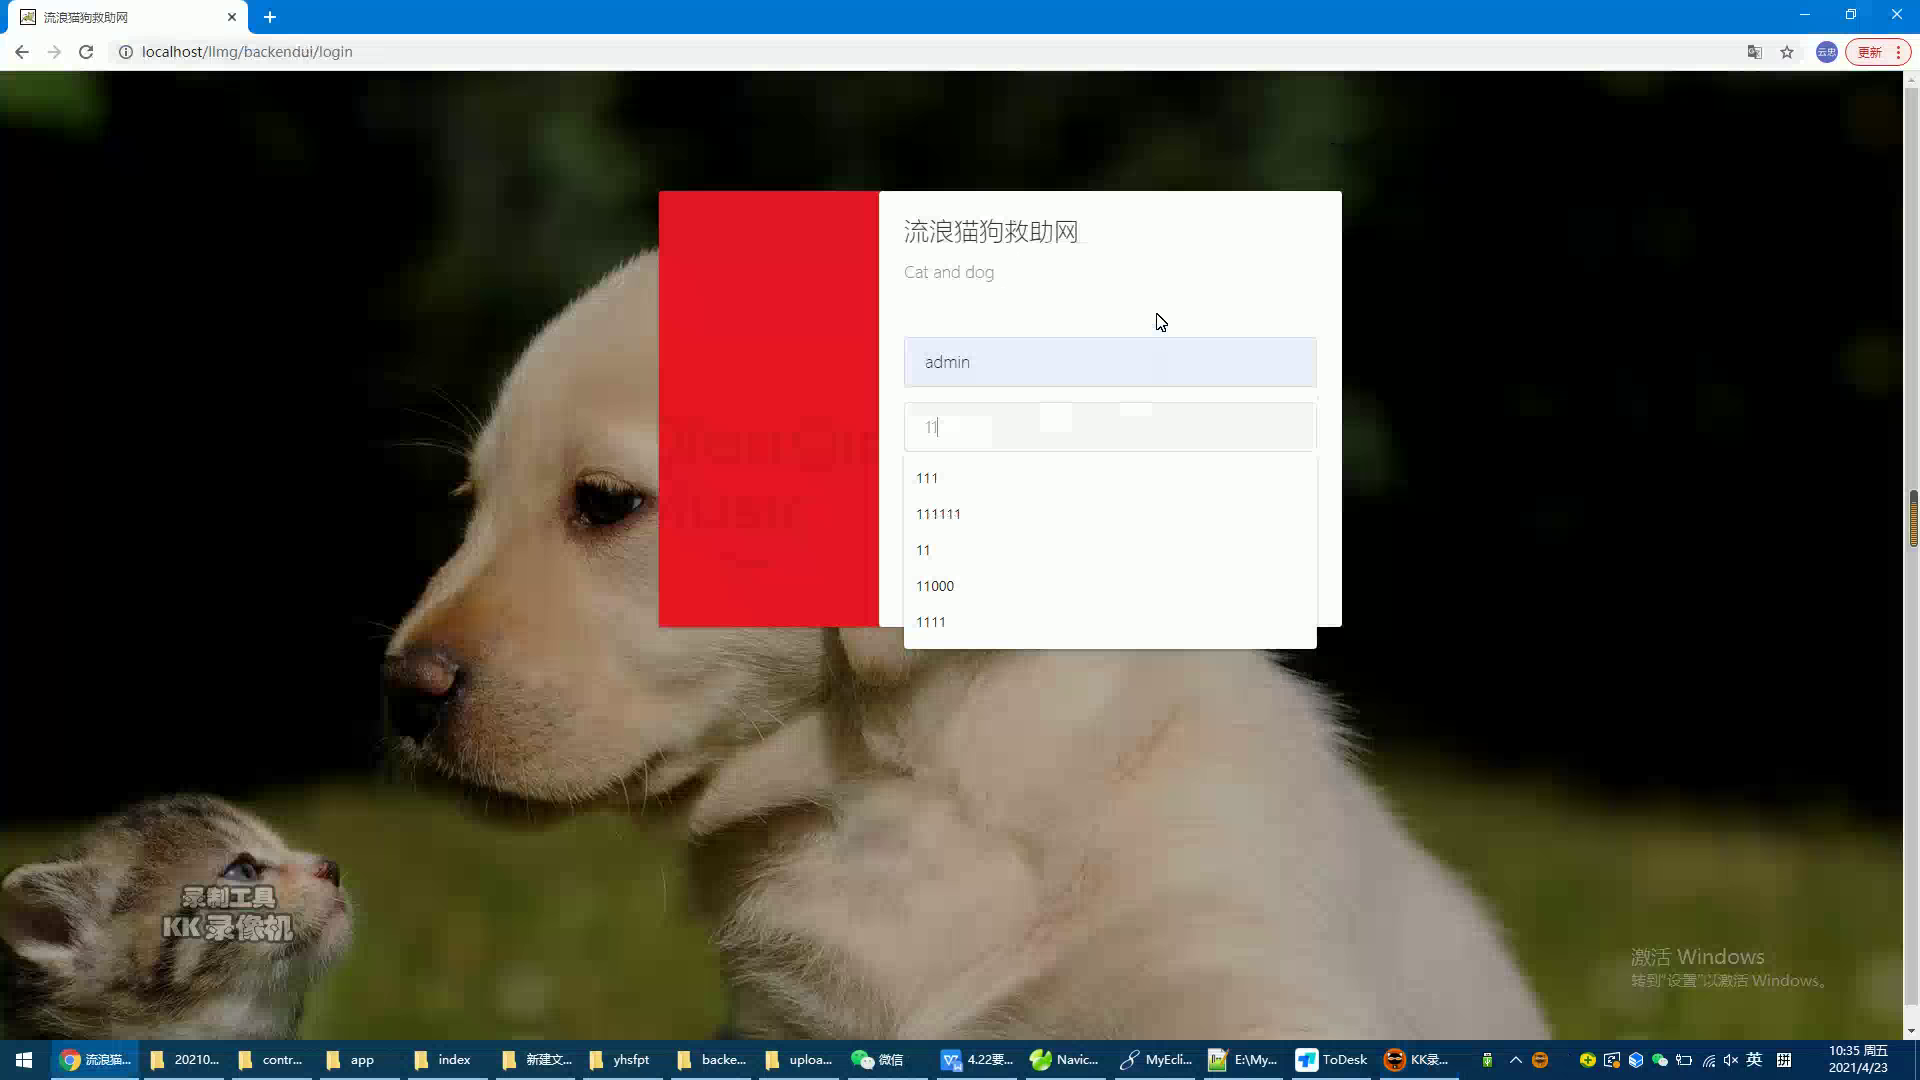 流浪猫狗救助网
localhost/llmg/backendui/login
云忠
更新
流浪猫狗救助网
Cat and dog
admin
11
111
111111
11
11000
1111
录制工具
KK 录像机
激活 Windows
转到“设置”以激活 Windows。
流浪猫...
20210...
contr...
app
index
新建文...
yhsfpt
backe...
uploa...
微信
4.22要...
Navic...
MyEcli...
E:\My...
ToDesk
KK录...
英
拼
10:35 周五
2021/4/23